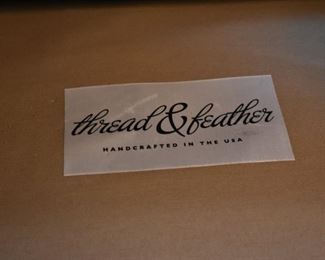 thread & feather
HANDCRAFTED IN THE USA